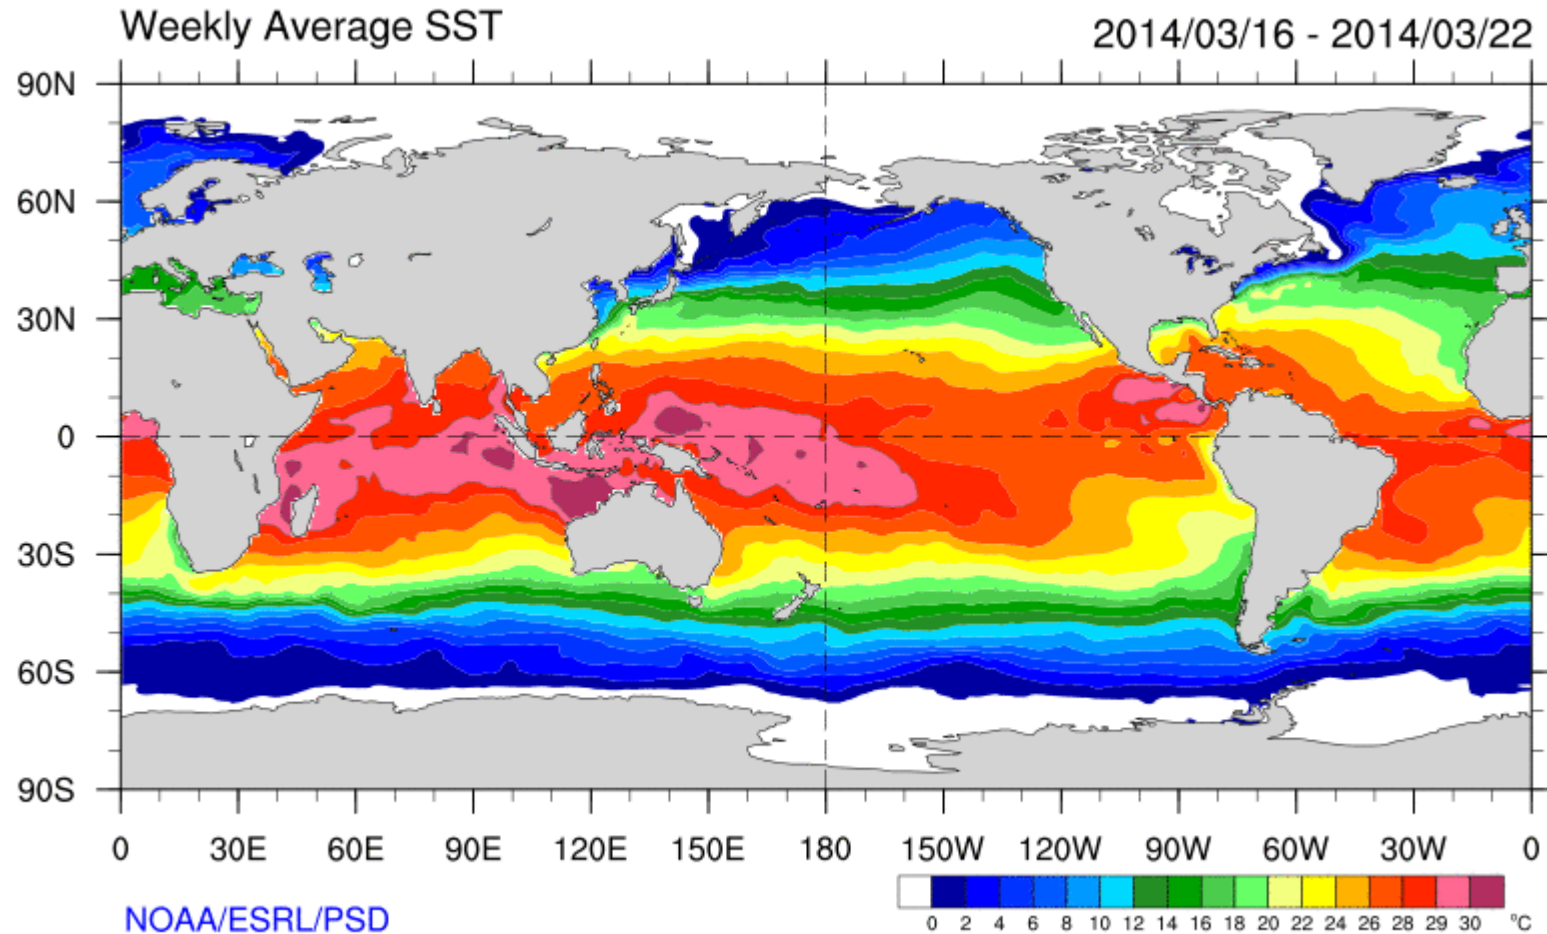 Weekly Average SST
2014/03/16 - 2014/03/22
90N
60N
30N
0
30S
60S
90S
0 30E 60E 90E 120E 150E 180 150W 120W 90W 60W 30W 0
0 2 4 6 8 10 12 14 16 18 20 22 24 26 28 29 30 °C
NOAA/ESRL/PSD